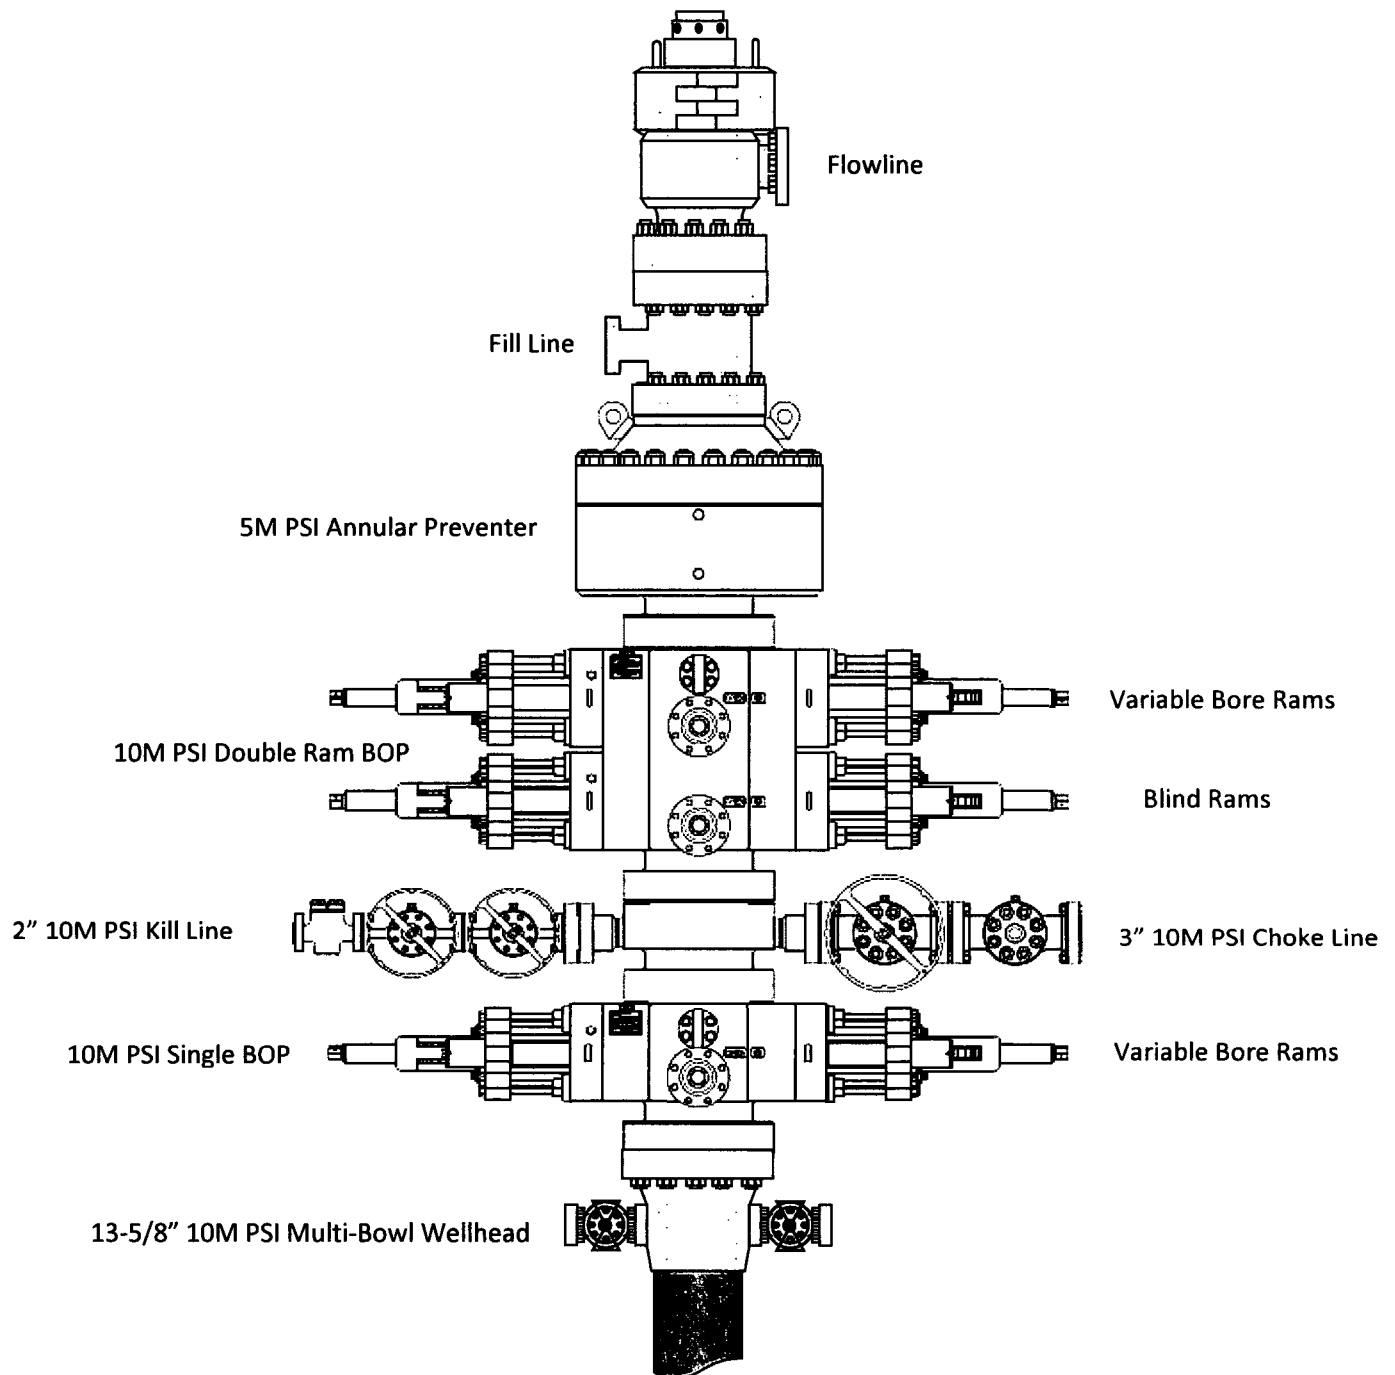 Flowline
Fill Line
5M PSI Annular Preventer
Variable Bore Rams
10M PSI Double Ram BOP
Blind Rams
2” 10M PSI Kill Line
3” 10M PSI Choke Line
10M PSI Single BOP
Variable Bore Rams
13-5/8” 10M PSI Multi-Bowl Wellhead